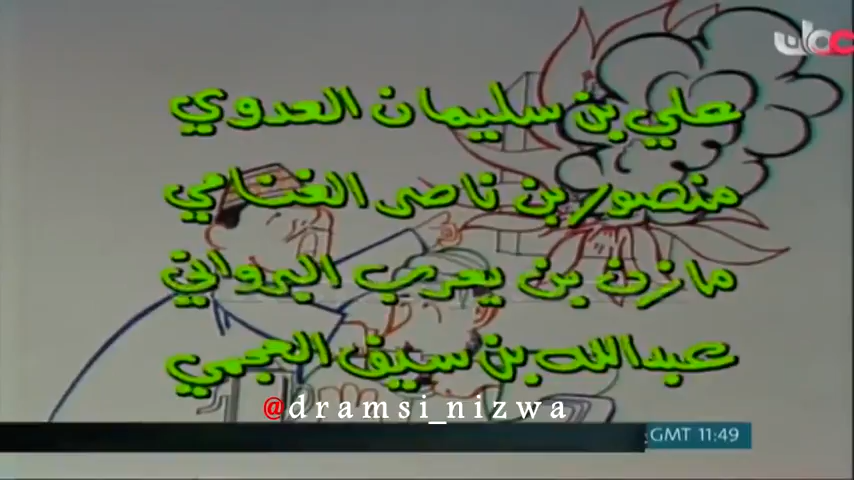 علي بن سليمان العدوي
منصور بن ناصر الغنامي
مازن بن يعرب البرواني
عبدالله بن سيف العجمي
@dramsi_nizwa
GMT 11:49